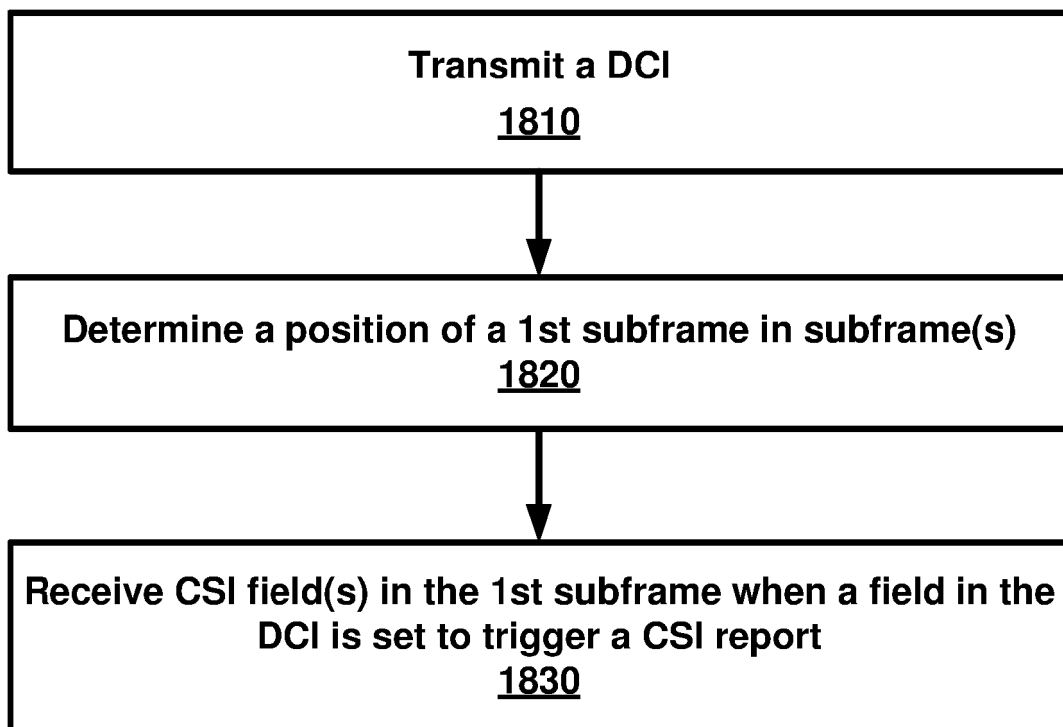 Transmit a DCI
1810
Determine a position of a 1st subframe in subframe(s)
1820
Receive CSI field(s) in the 1st subframe when a field in the
DCI is set to trigger a CSI report
1830